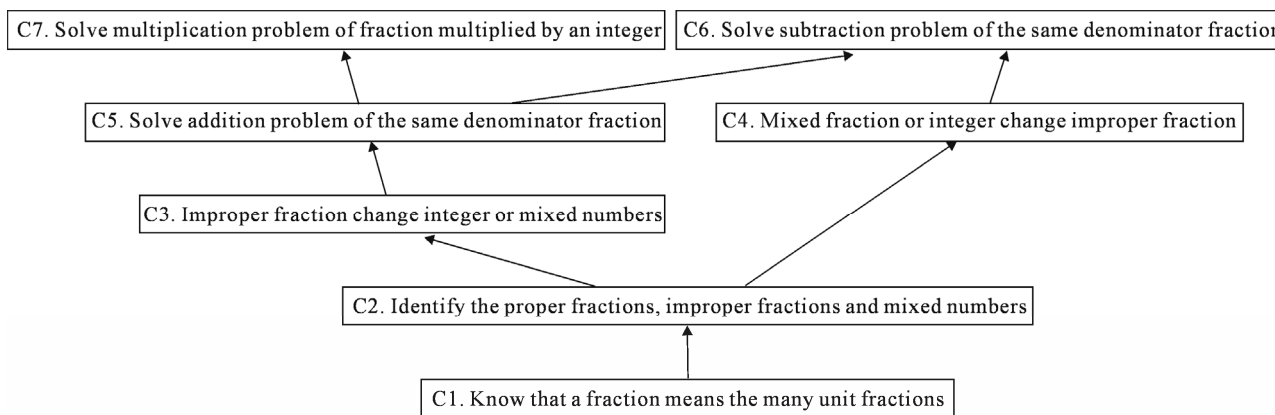 C7. Solve multiplication problem of fraction multiplied by an integer
C6. Solve subtraction problem of the same denominator fraction
C5. Solve addition problem of the same denominator fraction
C4. Mixed fraction or integer change improper fraction
C3. Improper fraction change integer or mixed numbers
C2. Identify the proper fractions, improper fractions and mixed numbers
C1. Know that a fraction means the many unit fractions